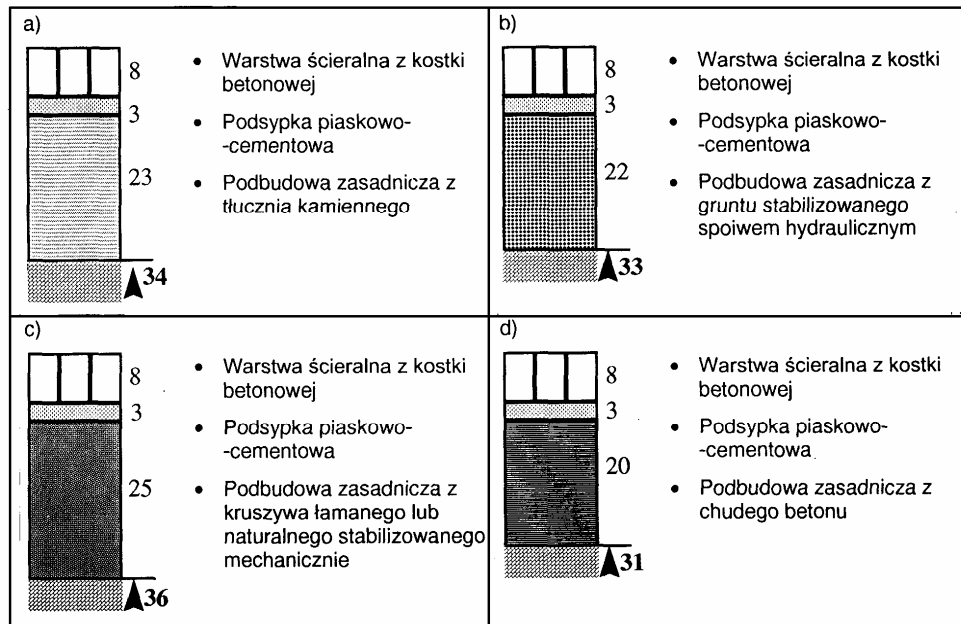 a)
8
3
23
34
• Warstwa ścieralna z kostki
betonowej
• Podsypka piaskowo-
-cementowa
• Podbudowa zasadnicza z
tłucznia kamiennego
b)
8
3
22
33
• Warstwa ścieralna z kostki
betonowej
• Podsypka piaskowo-
-cementowa
• Podbudowa zasadnicza z
gruntu stabilizowanego
spoiwem hydraulicznym
c)
8
3
25
36
• Warstwa ścieralna z kostki
betonowej
• Podsypka piaskowo-
-cementowa
• Podbudowa zasadnicza z
kruszywa łamanego lub
naturalnego stabilizowanego
mechanicznie
d)
8
3
20
31
• Warstwa ścieralna z kostki
betonowej
• Podsypka piaskowo-
-cementowa
• Podbudowa zasadnicza z
chudego betonu